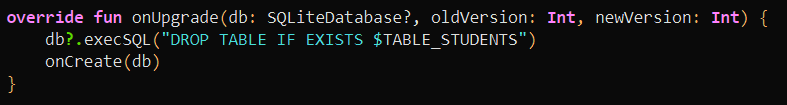 override fun onUpgrade(db: SQLiteDatabase?, oldVersion: Int, newVersion: Int) {
    db?.execSQL("DROP TABLE IF EXISTS $TABLE_STUDENTS")
    onCreate(db)
}